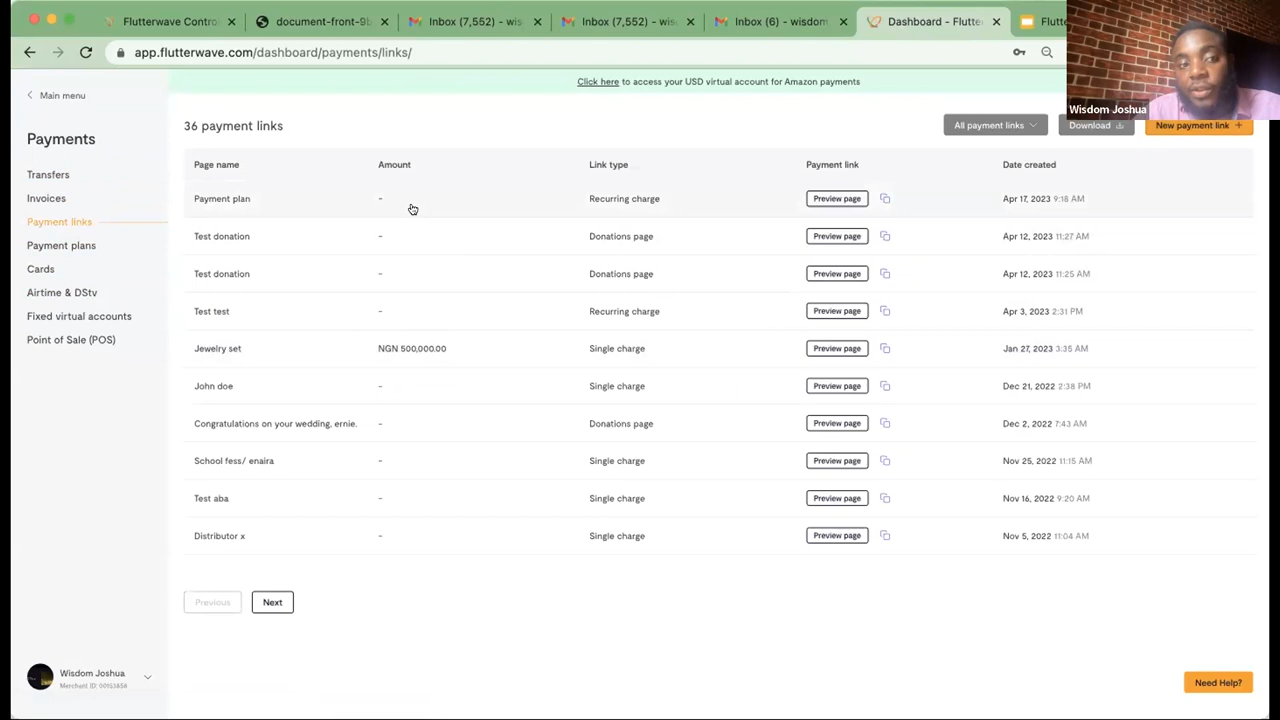 Flutterwave Contro
document-front-9b
Inbox (7,552) - wis
Inbox (7,552) - wis
Inbox (6) - wisdom
Dashboard - Flutte
Flutte
app.flutterwave.com/dashboard/payments/links/
Wisdom Joshua
Click here to access your USD virtual account for Amazon payments
Main menu
Payments
Transfers
Invoices
Payment links
Payment plans
Cards
Airtime & DStv
Fixed virtual accounts
Point of Sale (POS)
36 payment links
All payment links
Download
New payment link +
Page name Amount Link type Payment link Date created
Payment plan - Recurring charge Preview page Apr 17, 2023 9:18 AM
Test donation - Donations page Preview page Apr 12, 2023 11:27 AM
Test donation - Donations page Preview page Apr 12, 2023 11:25 AM
Test test - Recurring charge Preview page Apr 3, 2023 2:31 PM
Jewelry set NGN 500,000.00 Single charge Preview page Jan 27, 2023 3:35 AM
John doe - Single charge Preview page Dec 21, 2022 2:38 PM
Congratulations on your wedding, ernie. - Donations page Preview page Dec 2, 2022 7:43 AM
School fess/ enaira - Single charge Preview page Nov 25, 2022 11:15 AM
Test aba - Single charge Preview page Nov 16, 2022 9:20 AM
Distributor x - Single charge Preview page Nov 5, 2022 11:04 AM
Previous
Next
Wisdom Joshua
Merchant ID:
Need Help?